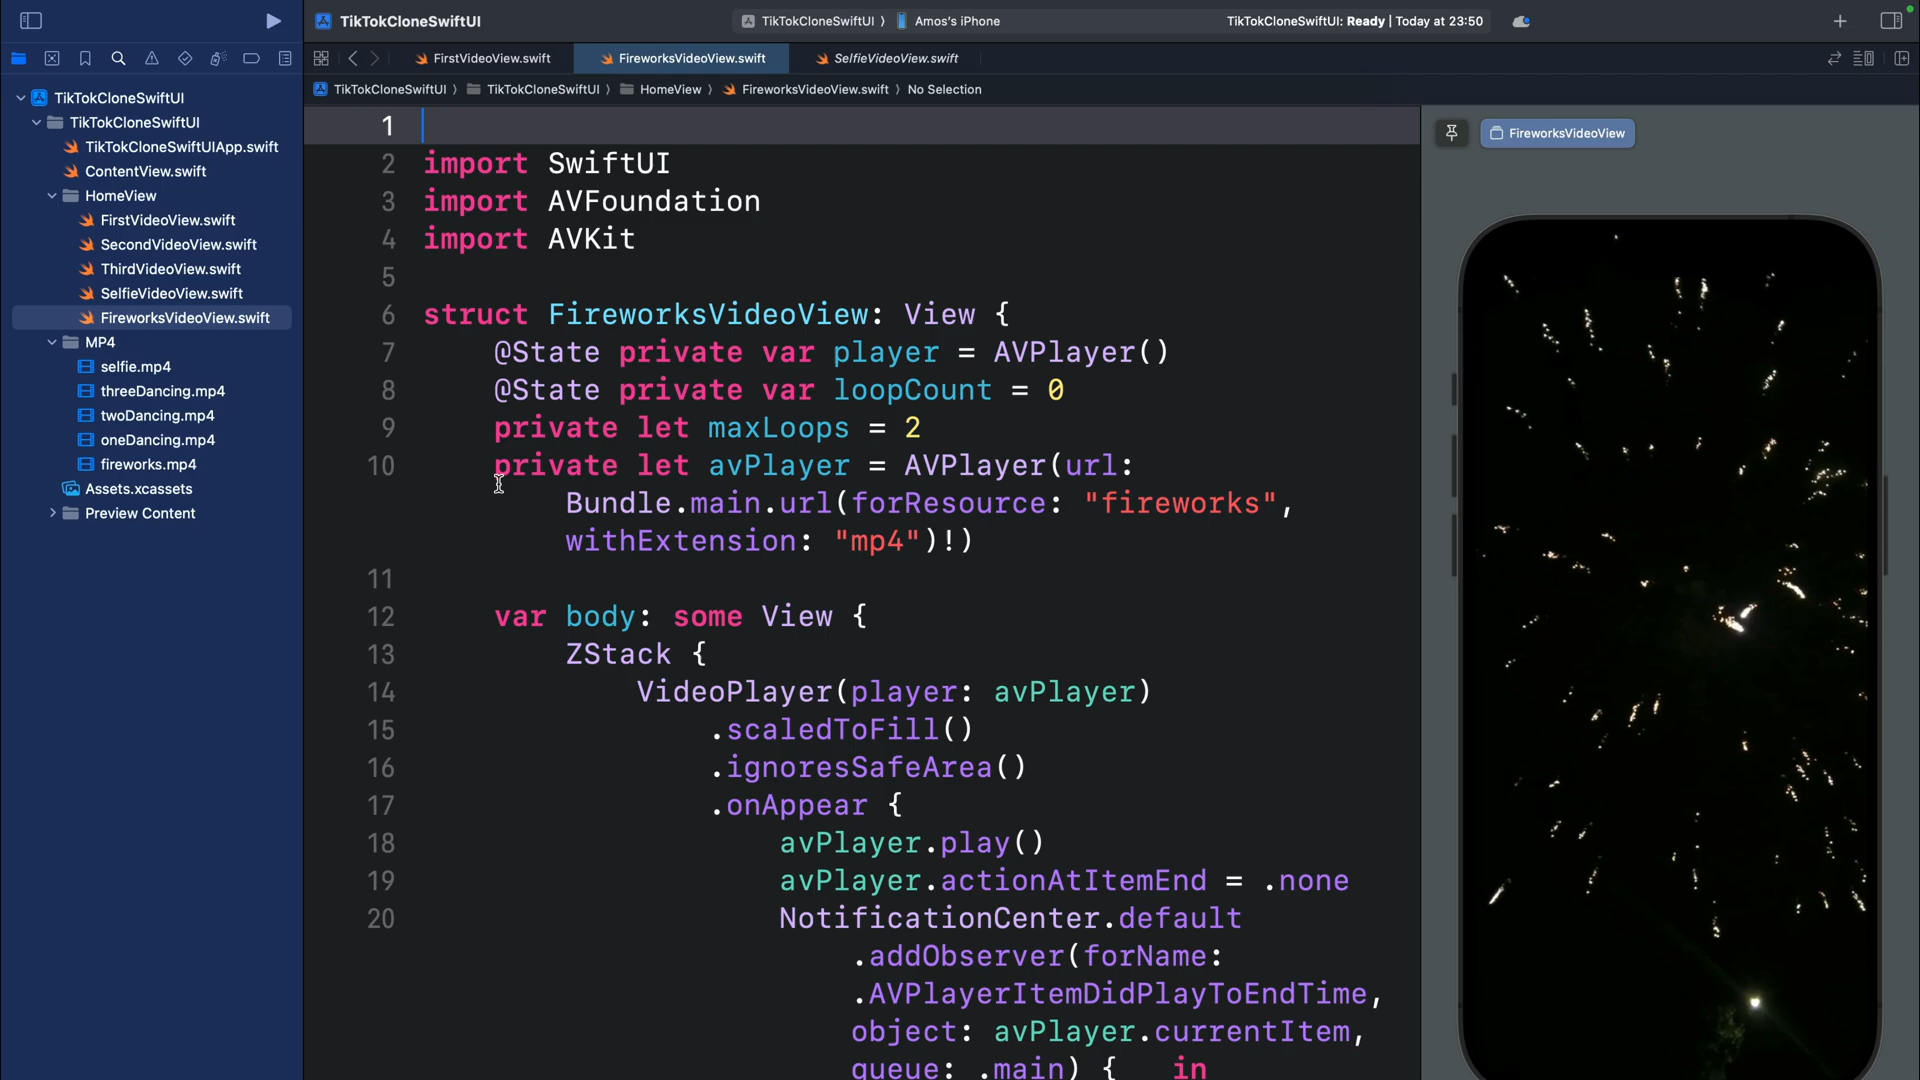 TikTokCloneSwiftUI
TikTokCloneSwiftUI ⟩ Amos's iPhone
TikTokCloneSwiftUI: Ready | Today at 23:50
FirstVideoView.swift
FireworksVideoView.swift
SelfieVideoView.swift
TikTokCloneSwiftUI ⟩ TikTokCloneSwiftUI ⟩ HomeView ⟩ FireworksVideoView.swift ⟩ No Selection
TikTokCloneSwiftUI
TikTokCloneSwiftUI
TikTokCloneSwiftUIApp.swift
ContentView.swift
HomeView
FirstVideoView.swift
SecondVideoView.swift
ThirdVideoView.swift
SelfieVideoView.swift
FireworksVideoView.swift
MP4
selfie.mp4
threeDancing.mp4
twoDancing.mp4
oneDancing.mp4
fireworks.mp4
Assets.xcassets
Preview Content
1
2 import SwiftUI
3 import AVFoundation
4 import AVKit
5
6 struct FireworksVideoView: View {
7 @State private var player = AVPlayer()
8 @State private var loopCount = 0
9 private let maxLoops = 2
10 private let avPlayer = AVPlayer(url:
Bundle.main.url(forResource: "fireworks",
withExtension: "mp4")!)
11
12 var body: some View {
13 ZStack {
14 VideoPlayer(player: avPlayer)
15 .scaledToFill()
16 .ignoresSafeArea()
17 .onAppear {
18 avPlayer.play()
19 avPlayer.actionAtItemEnd = .none
20 NotificationCenter.default
.addObserver(forName:
.AVPlayerItemDidPlayToEndTime,
object: avPlayer.currentItem,
queue: .main) { in
FireworksVideoView